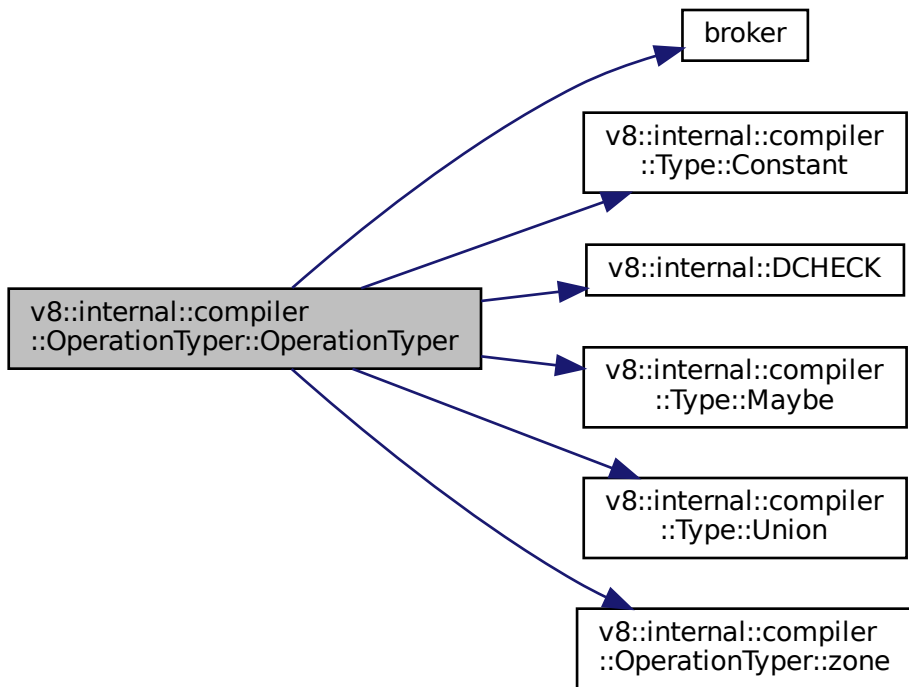 broker
v8::internal::compiler
::Type::Constant
v8::internal::DCHECK
v8::internal::compiler
::OperationTyper::OperationTyper
v8::internal::compiler
::Type::Maybe
v8::internal::compiler
::Type::Union
v8::internal::compiler
::OperationTyper::zone